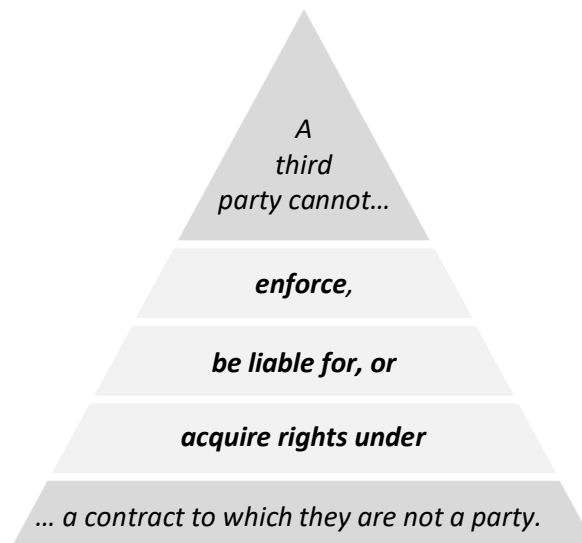 A
third
party cannot…
enforce,
be liable for, or
acquire rights under
… a contract to which they are not a party.